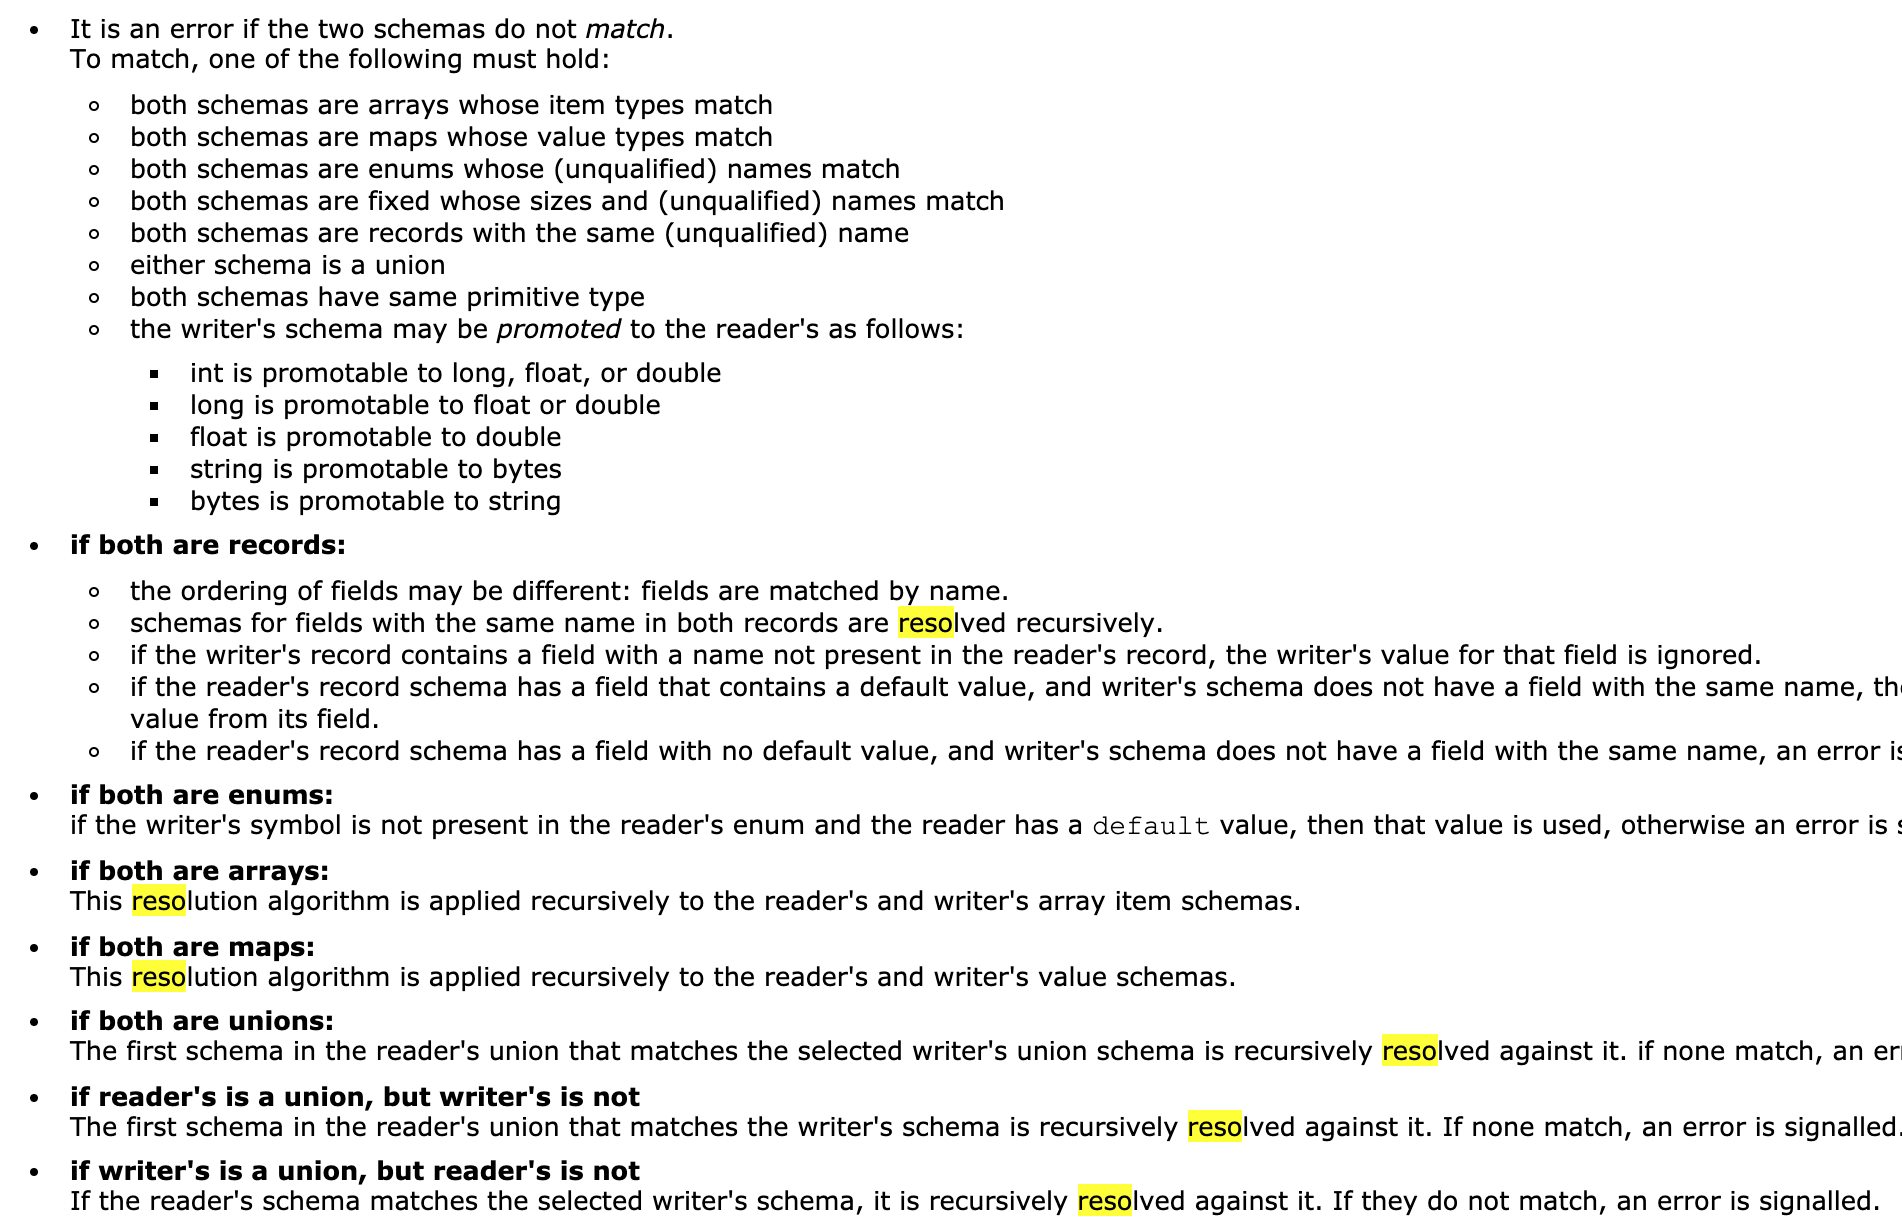 It is an error if the two schemas do not match.
To match, one of the following must hold:
both schemas are arrays whose item types match
both schemas are maps whose value types match
both schemas are enums whose (unqualified) names match
both schemas are fixed whose sizes and (unqualified) names match
both schemas are records with the same (unqualified) name
either schema is a union
both schemas have same primitive type
the writer's schema may be promoted to the reader's as follows:
int is promotable to long, float, or double
long is promotable to float or double
float is promotable to double
string is promotable to bytes
bytes is promotable to string
if both are records:
the ordering of fields may be different: fields are matched by name.
schemas for fields with the same name in both records are resolved recursively.
if the writer's record contains a field with a name not present in the reader's record, the writer's value for that field is ignored.
if the reader's record schema has a field that contains a default value, and writer's schema does not have a field with the same name,
value from its field.
if the reader's record schema has a field with no default value, and writer's schema does not have a field with the same name, an error
if both are enums:
if the writer's symbol is not present in the reader's enum and the reader has a default value, then that value is used, otherwise an error is
if both are arrays:
This resolution algorithm is applied recursively to the reader's and writer's array item schemas.
if both are maps:
This resolution algorithm is applied recursively to the reader's and writer's value schemas.
if both are unions:
The first schema in the reader's union that matches the selected writer's union schema is recursively resolved against it. if none match, an
if reader's is a union, but writer's is not
The first schema in the reader's union that matches the writer's schema is recursively resolved against it. If none match, an error is signalled.
if writer's is a union, but reader's is not
If the reader's schema matches the selected writer's schema, it is recursively resolved against it. If they do not match, an error is signalled.